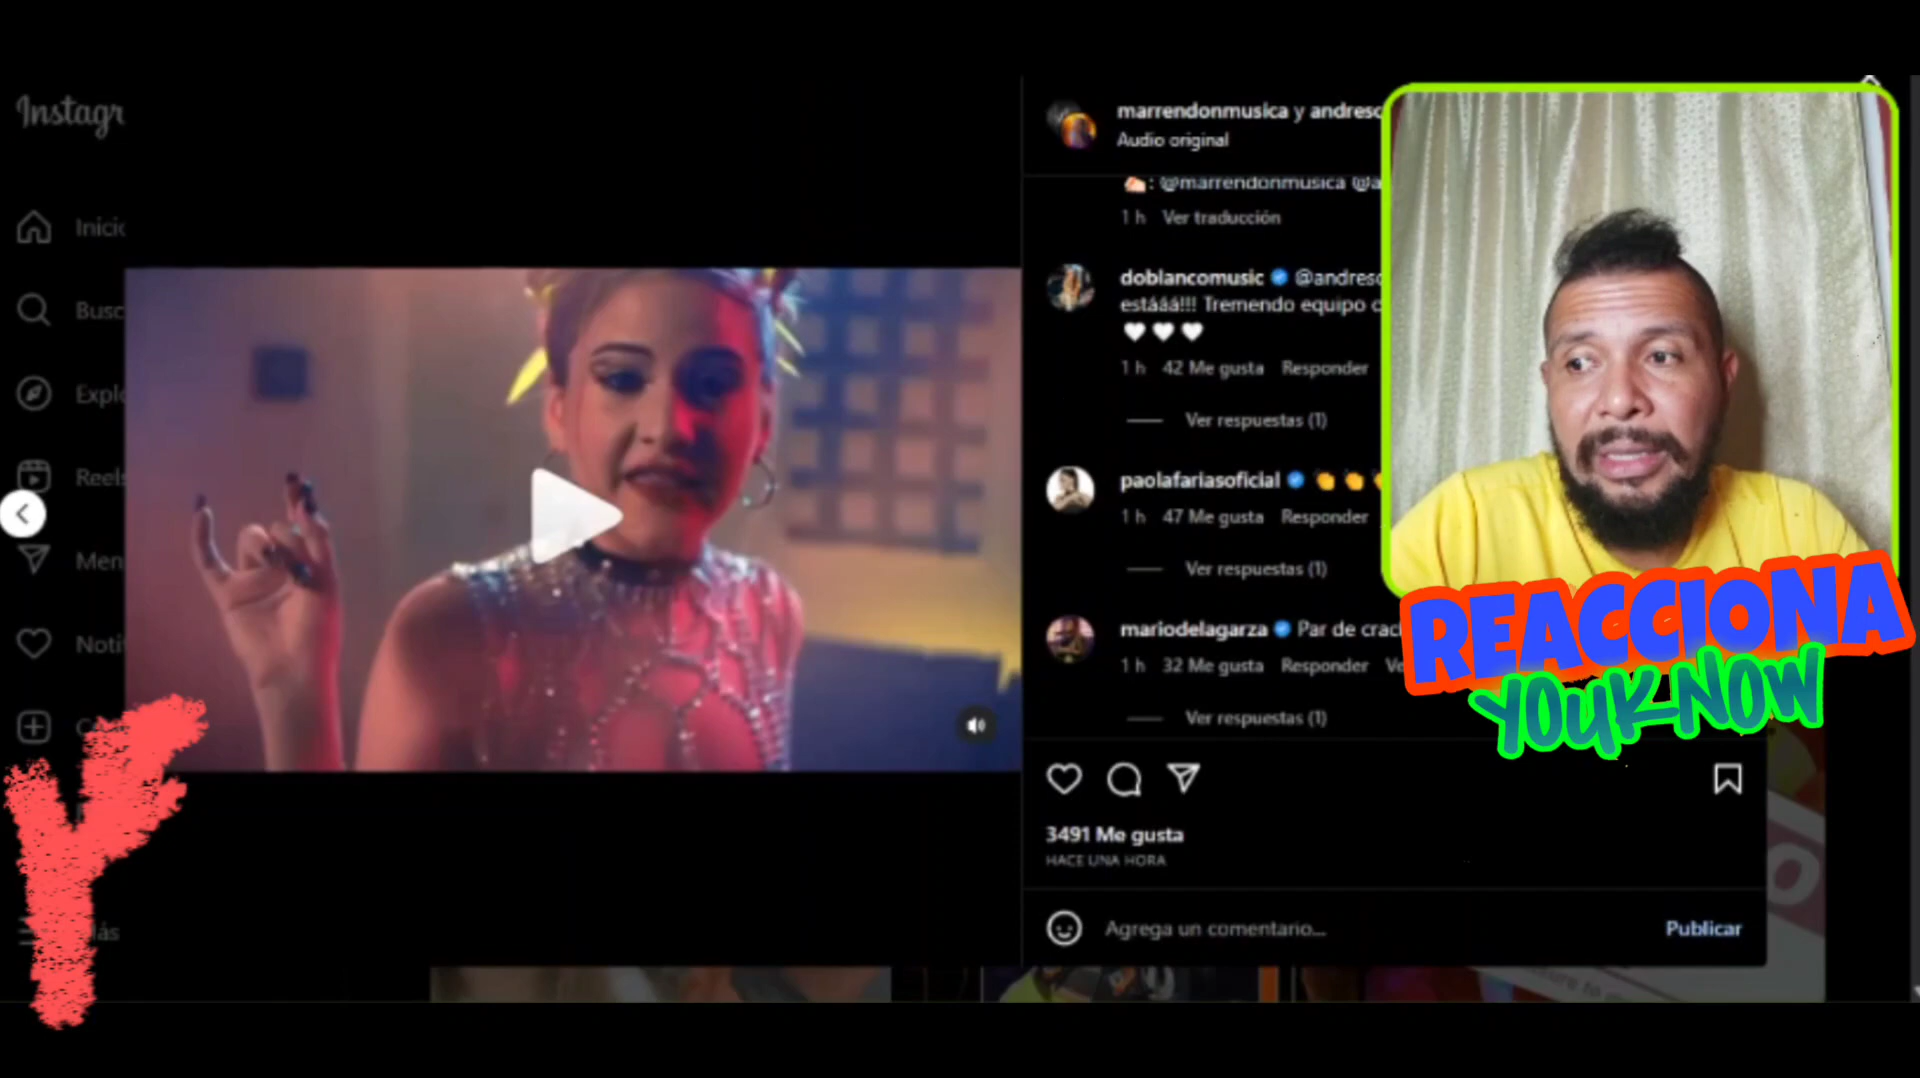 Instagr
Inicio
Busc
Explo
Reels
Men
Noti
ás
marrendonmusica y andresc
Audio original
: @marrendonmusica @a
1 h Ver traducción
doblancomusic @andresc
estááá!!! Tremendo equipo c
1 h 42 Me gusta Responder
Ver respuestas (1)
paolafariasoficial
1 h 47 Me gusta Responder
Ver respuestas (1)
mariodelagarza Par de crac
1 h 32 Me gusta Responder Ve
Ver respuestas (1)
3491 Me gusta
HACE UNA HORA
Agrega un comentario...
Publicar
REACCIONA
YOUKNOW
Y